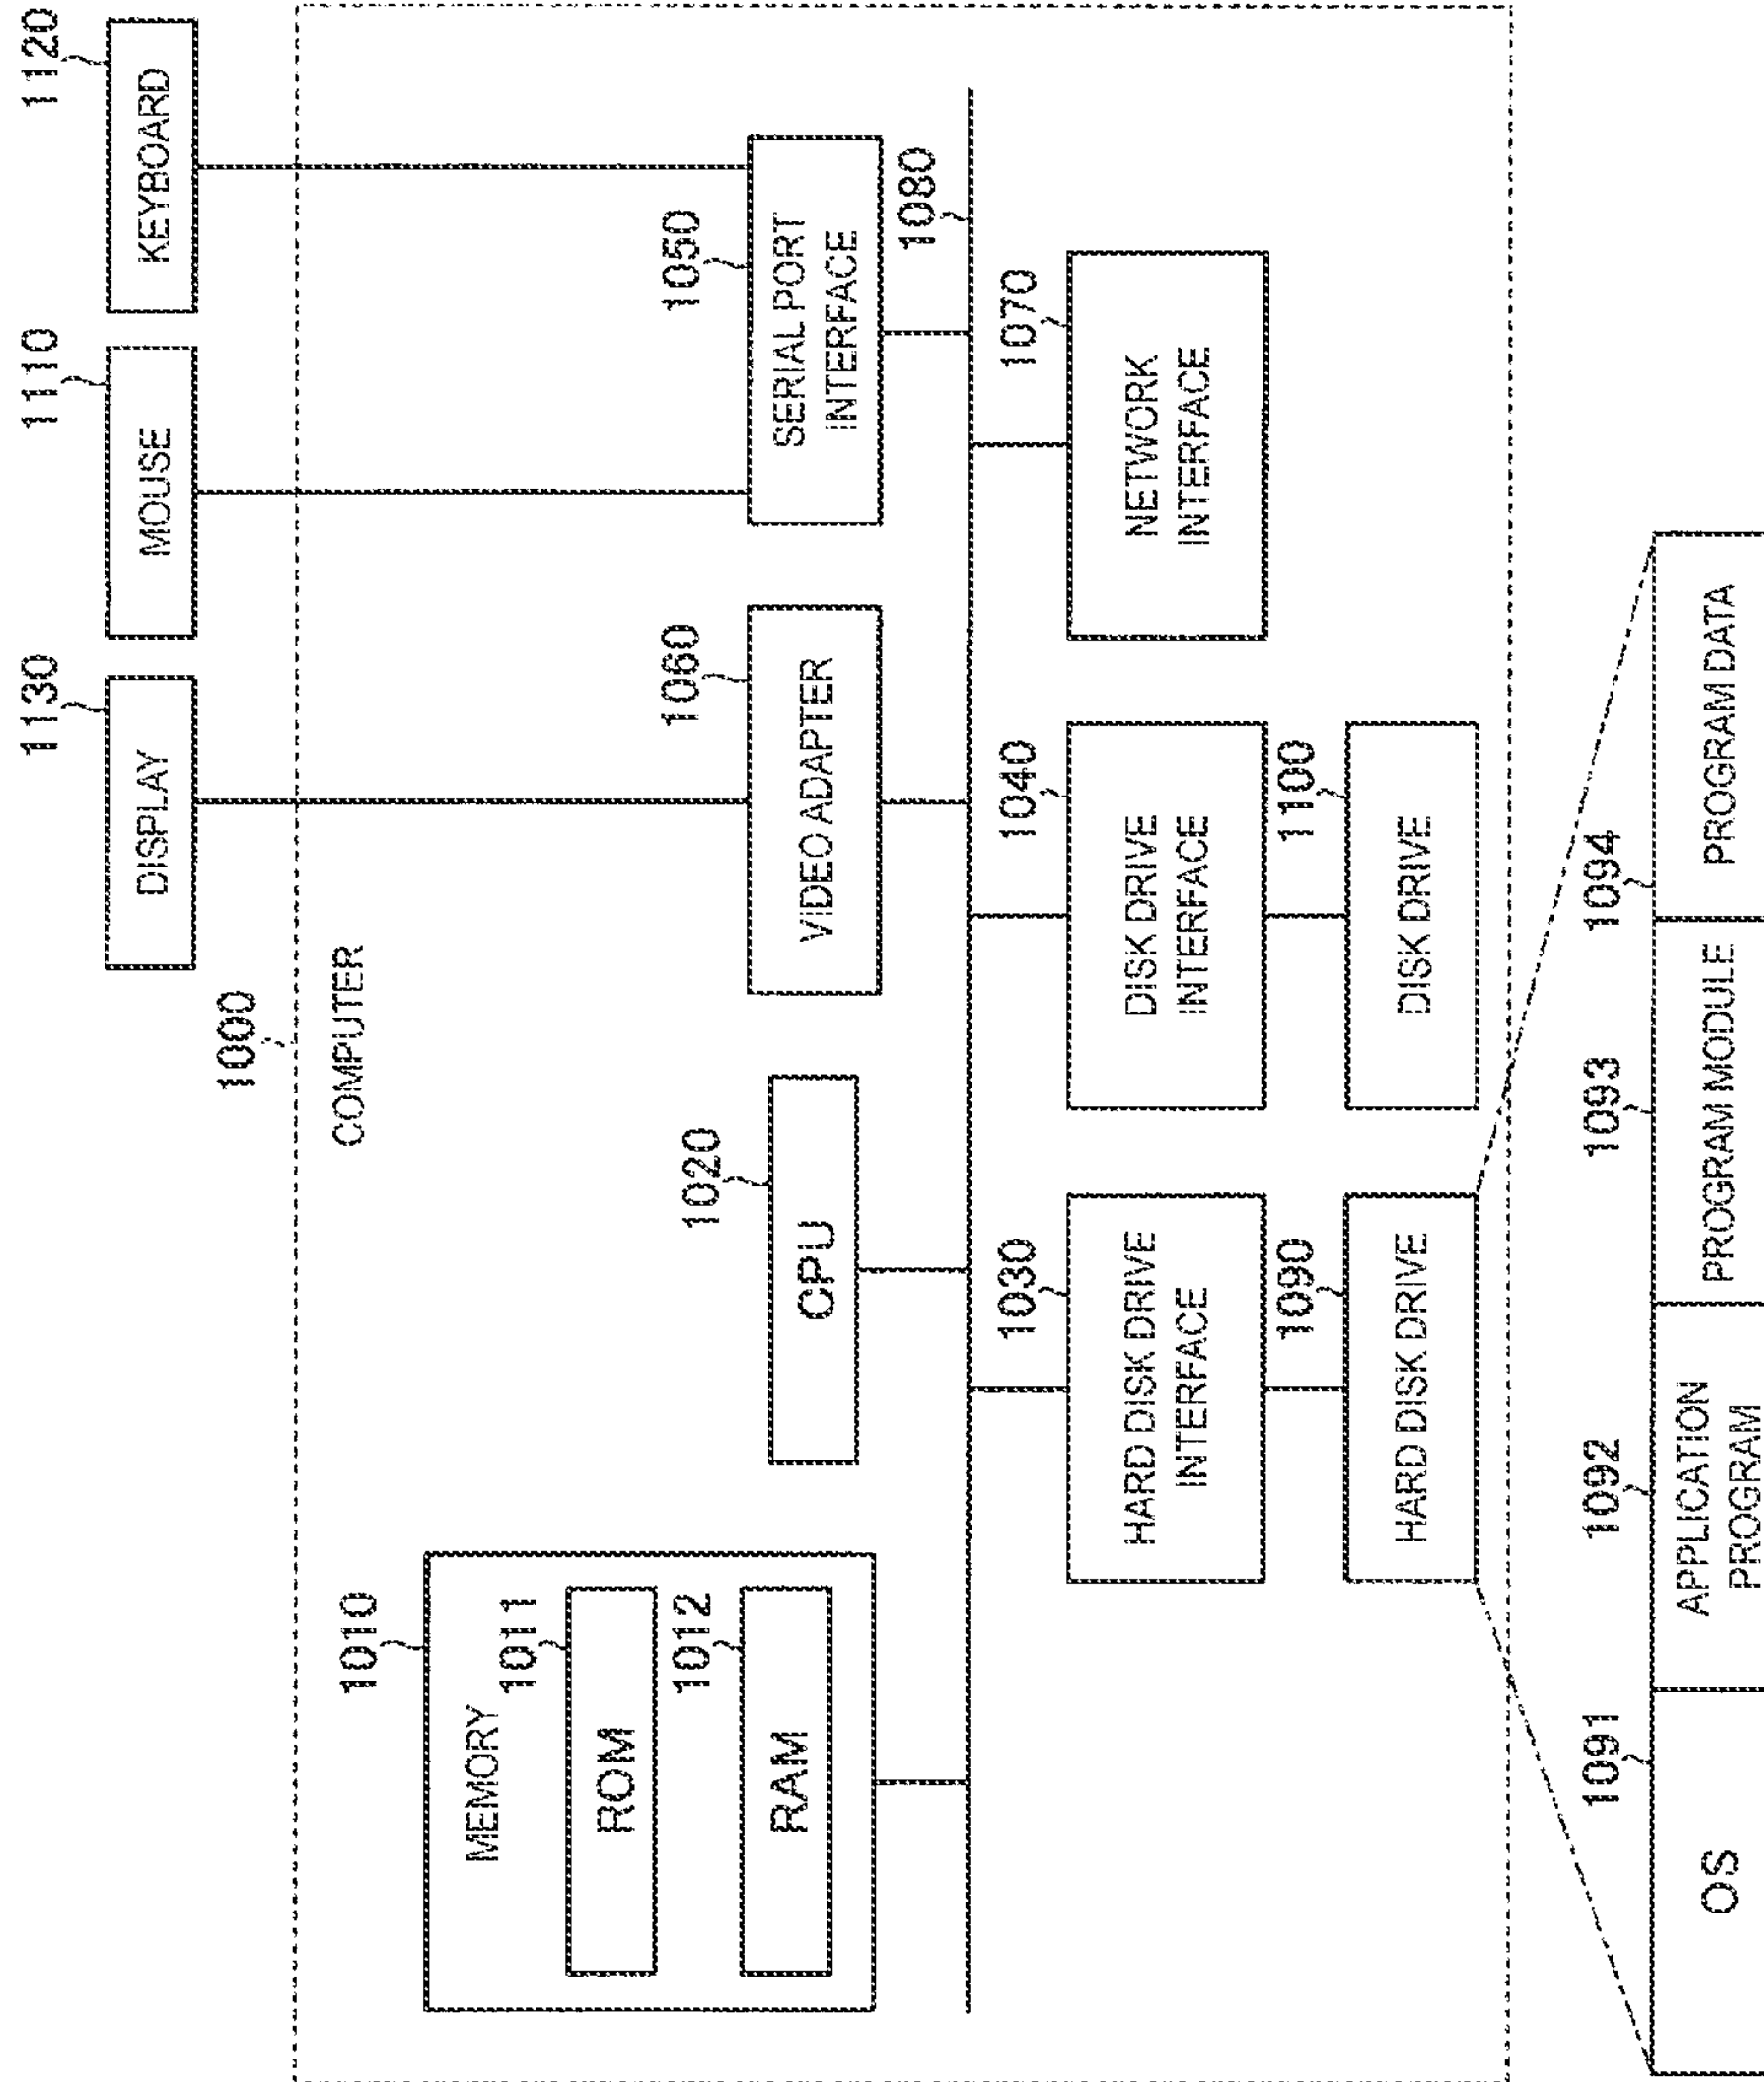 1130
1110
1120
DISPLAY
MOUSE
KEYBOARD
1000
COMPUTER
1010
MEMORY
1011
ROM
1012
RAM
1020
CPU
1060
VIDEO ADAPTER
1050
SERIAL PORT
INTERFACE
1080
1030
HARD DISK DRIVE
INTERFACE
1040
DISK DRIVE
INTERFACE
1070
NETWORK
INTERFACE
1090
HARD DISK DRIVE
1100
DISK DRIVE
1091
OS
1092
APPLICATION
PROGRAM
1093
PROGRAM MODULE
1094
PROGRAM DATA